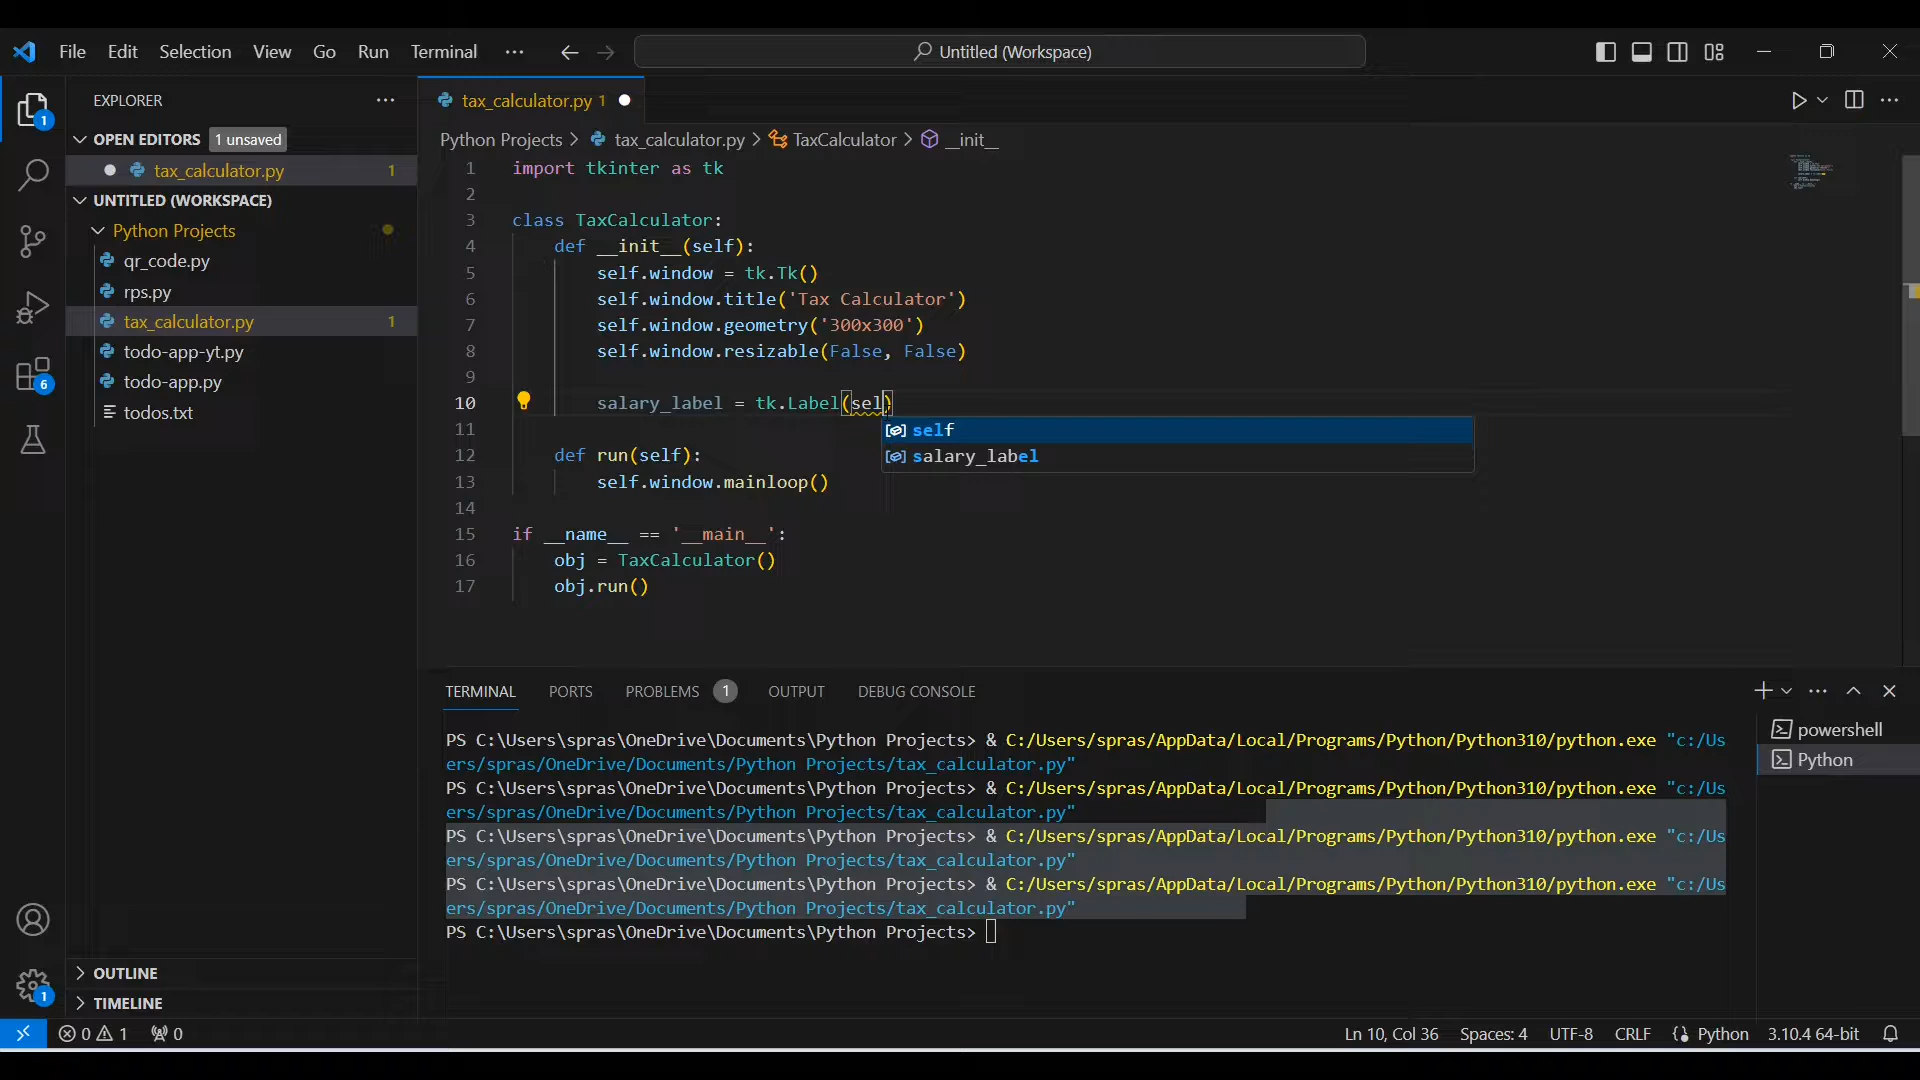 File Edit Selection View Go Run Terminal ··· Untitled (Workspace)
EXPLORER ···
OPEN EDITORS 1 unsaved
tax_calculator.py 1
UNTITLED (WORKSPACE)
Python Projects
qr_code.py
rps.py
tax_calculator.py 1
todo-app-yt.py
todo-app.py
todos.txt
OUTLINE
TIMELINE
1
6
1
tax_calculator.py 1
Python Projects > tax_calculator.py > TaxCalculator > __init__
1 import tkinter as tk
2
3 class TaxCalculator:
4 def __init__(self):
5 self.window = tk.Tk()
6 self.window.title('Tax Calculator')
7 self.window.geometry('300x300')
8 self.window.resizable(False, False)
9
10 salary_label = tk.Label(sel)
self
salary_label
11
12 def run(self):
13 self.window.mainloop()
14
15 if __name__ == '__main__':
16 obj = TaxCalculator()
17 obj.run()
TERMINAL PORTS PROBLEMS 1 OUTPUT DEBUG CONSOLE
PS C:\Users\spras\OneDrive\Documents\Python Projects> & C:/Users/spras/AppData/Local/Programs/Python/Python310/python.exe "c:/Us
ers/spras/OneDrive/Documents/Python Projects/tax_calculator.py"
PS C:\Users\spras\OneDrive\Documents\Python Projects> & C:/Users/spras/AppData/Local/Programs/Python/Python310/python.exe "c:/Us
ers/spras/OneDrive/Documents/Python Projects/tax_calculator.py"
PS C:\Users\spras\OneDrive\Documents\Python Projects> & C:/Users/spras/AppData/Local/Programs/Python/Python310/python.exe "c:/Us
ers/spras/OneDrive/Documents/Python Projects/tax_calculator.py"
PS C:\Users\spras\OneDrive\Documents\Python Projects> & C:/Users/spras/AppData/Local/Programs/Python/Python310/python.exe "c:/Us
ers/spras/OneDrive/Documents/Python Projects/tax_calculator.py"
PS C:\Users\spras\OneDrive\Documents\Python Projects>
powershell
Python
0 1 0 Ln 10, Col 36 Spaces: 4 UTF-8 CRLF Python 3.10.4 64-bit